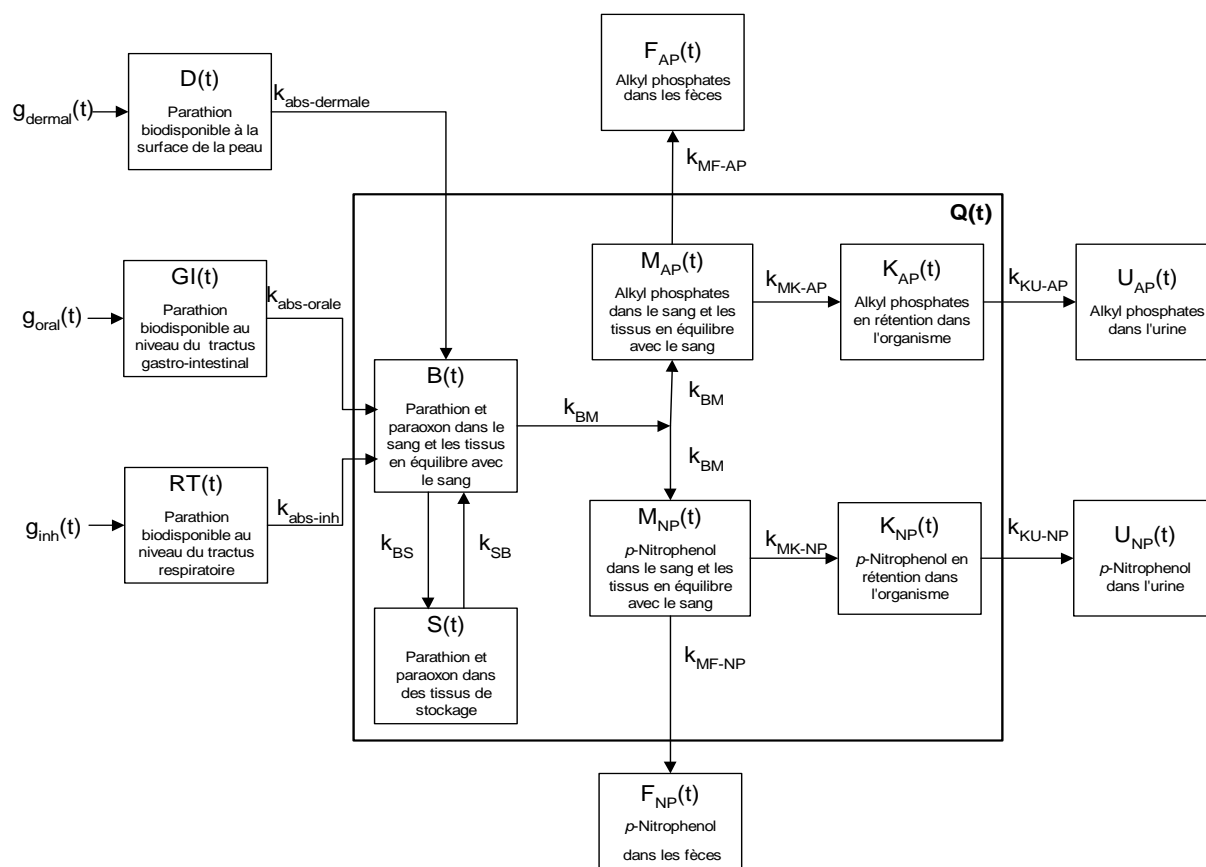 F_AP(t)
Alkyl phosphates
dans les fèces
D(t)
Parathion
biodisponible à la
surface de la peau
g_dermal(t)
k_abs-dermale
k_MF-AP
Q(t)
GI(t)
Parathion
biodisponible au
niveau du tractus
gastro-intestinal
g_oral(t)
k_abs-orale
M_AP(t)
Alkyl phosphates
dans le sang et les
tissus en équilibre
avec le sang
k_MK-AP
K_AP(t)
Alkyl phosphates
en rétention dans
l'organisme
k_KU-AP
U_AP(t)
Alkyl phosphates
dans l'urine
B(t)
Parathion et
paraoxon dans le
sang et les tissus
en équilibre avec
le sang
k_BM
k_BM
k_BM
RT(t)
Parathion
biodisponible au
niveau du tractus
respiratoire
g_inh(t)
k_abs-inh
k_BS
k_SB
M_NP(t)
p-Nitrophenol
dans le sang et les
tissus en équilibre
avec le sang
k_MK-NP
K_NP(t)
p-Nitrophenol en
rétention dans
l'organisme
k_KU-NP
U_NP(t)
p-Nitrophenol
dans l'urine
S(t)
Parathion et
paraoxon dans
des tissus de
stockage
k_MF-NP
F_NP(t)
p-Nitrophenol
dans les fèces